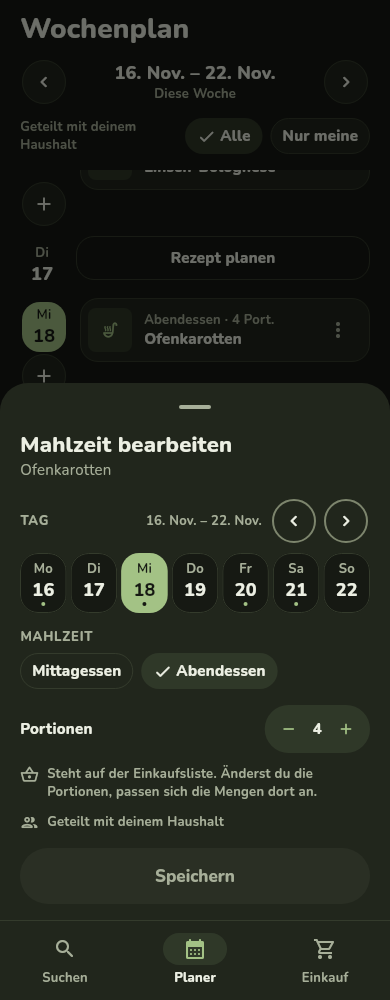 Wochenplan
16. Nov. – 22. Nov.
Diese Woche
Geteilt mit deinem
Haushalt
Alle
Nur meine
Linsen-Bolognese
Di
17
Rezept planen
Mi
18
Abendessen · 4 Port.
Ofenkarotten
Mahlzeit bearbeiten
Ofenkarotten
TAG
16. Nov. – 22. Nov.
Mo Di Mi Do Fr Sa So
16 17 18 19 20 21 22
MAHLZEIT
Mittagessen
Abendessen
Portionen
4
Steht auf der Einkaufsliste. Änderst du die
Portionen, passen sich die Mengen dort an.
Geteilt mit deinem Haushalt
Speichern
Suchen
Planer
Einkauf